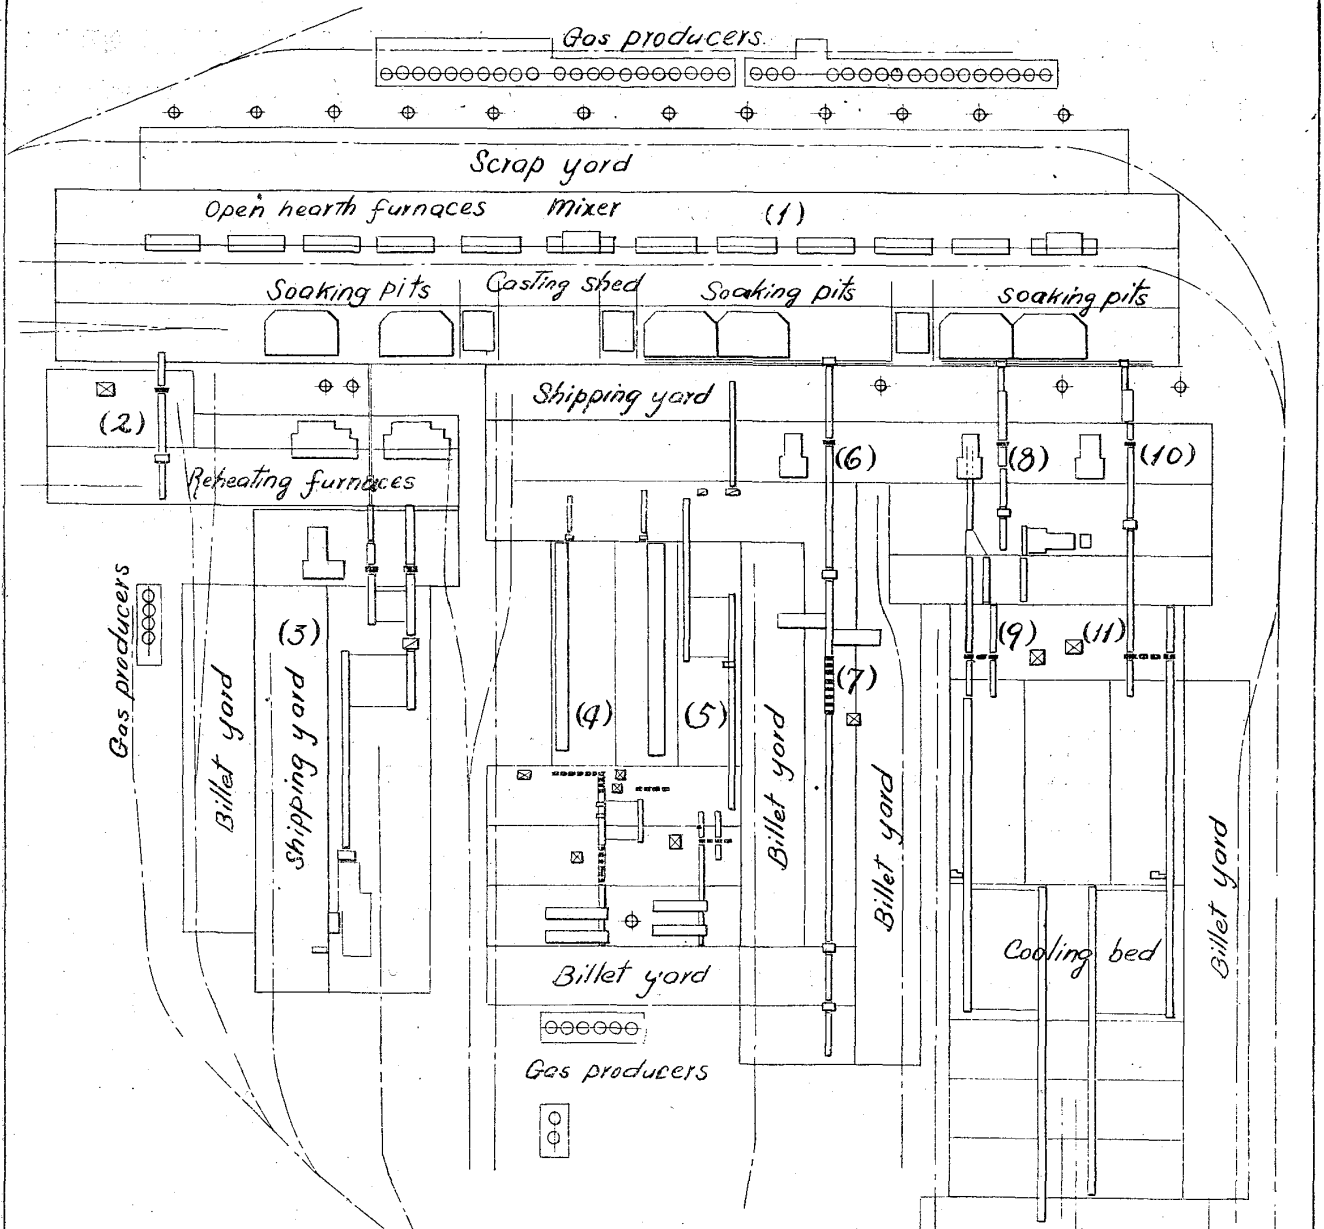 Gas producers.
Scrap yard
Open hearth furnaces
Mixer
(1)
Soaking pits
Casting shed
Soaking pits
Soaking pits
Shipping yard
(2)
(6)
(8)
(10)
Reheating furnaces
Gas producers
(3)
(9)
(11)
Billet yard
Shipping yard
(4)
(5)
(7)
Billet yard
Billet yard
Billet yard
Cooling bed
Billet yard
Gas producers